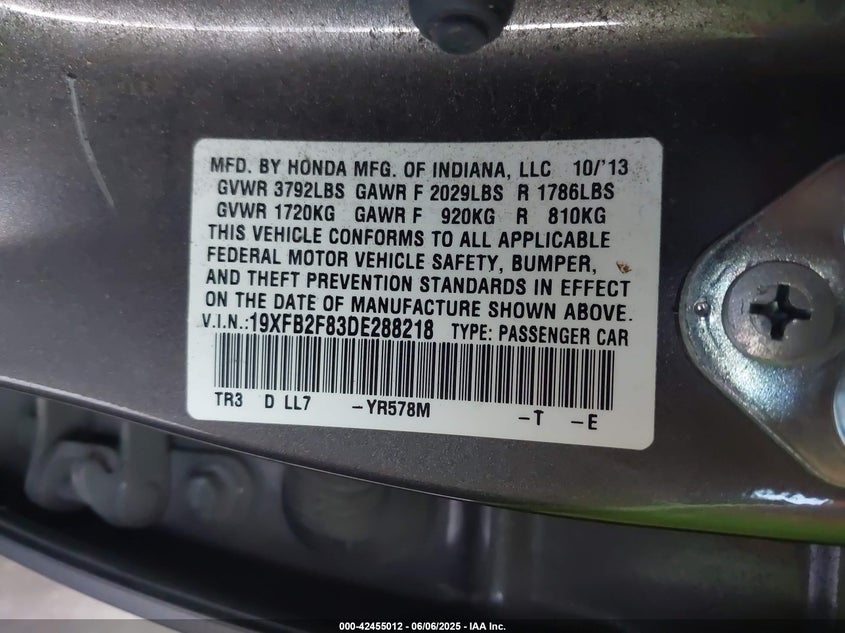 MFD. BY HONDA MFG. OF INDIANA, LLC 10/'13
GVWR 3792LBS GAWR F 2029LBS R 1786LBS
GVWR 1720KG GAWR F 920KG R 810KG
THIS VEHICLE CONFORMS TO ALL APPLICABLE
FEDERAL MOTOR VEHICLE SAFETY, BUMPER,
AND THEFT PREVENTION STANDARDS IN EFFECT
ON THE DATE OF MANUFACTURE SHOWN ABOVE.
V.I.N.:19XFB2F83DE288218 TYPE: PASSENGER CAR
TR3 D LL7 -YR578M -T -E
000-42455012 - 06/06/2025 - IAA Inc.